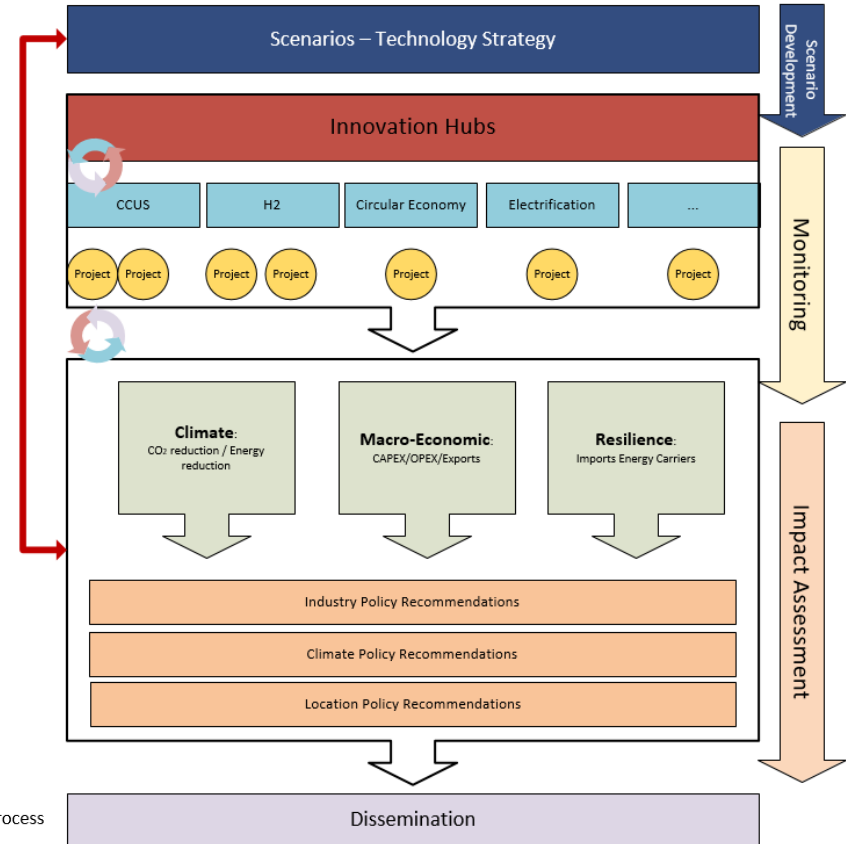 Scenarios – Technology Strategy
Scenario
Development
Innovation Hubs
CCUS
H2
Circular Economy
Electrification
...
Project
Project
Project
Project
Project
Project
Project
Monitoring
Climate:
CO2 reduction / Energy
reduction
Macro-Economic:
CAPEX/OPEX/Exports
Resilience:
Imports Energy Carriers
Impact Assessment
Industry Policy Recommendations
Climate Policy Recommendations
Location Policy Recommendations
Dissemination